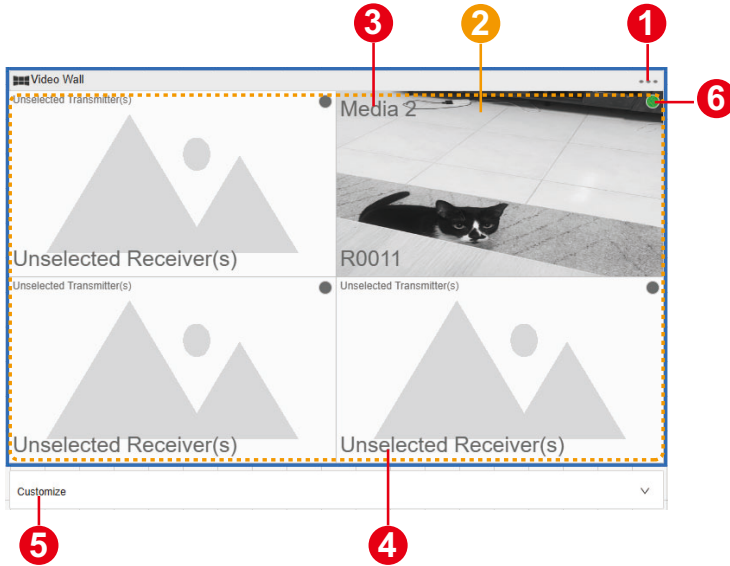 3
2
1
Video Wall
6
Unselected Transmitter(s)
Media 2
Unselected Receiver(s)
R0011
Unselected Transmitter(s)
Unselected Transmitter(s)
Unselected Receiver(s)
Unselected Receiver(s)
Customize
5
4